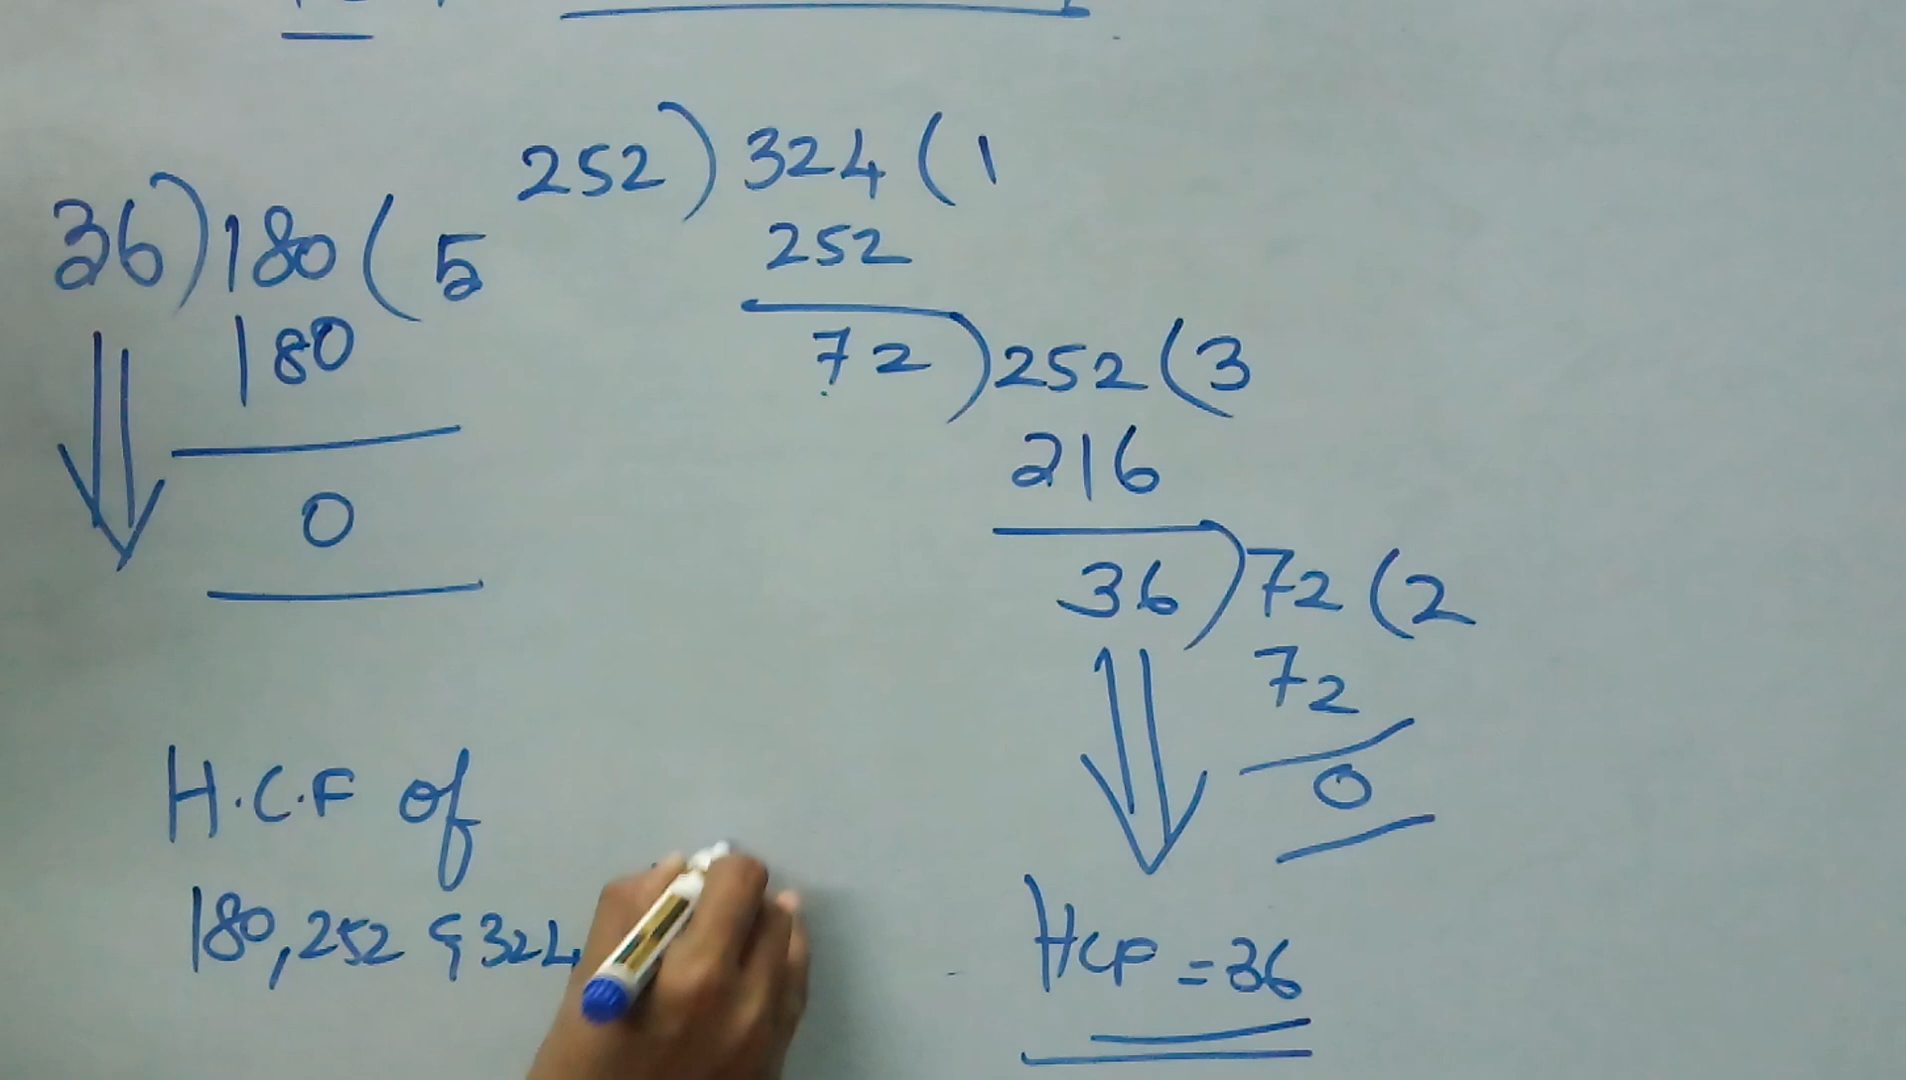 252) 324 ( 1
252
72 ) 252 ( 3
216
36 ) 72 ( 2
72
0
HCF = 36
36) 180 ( 5
180
0
H.C.F of
180, 252 & 324